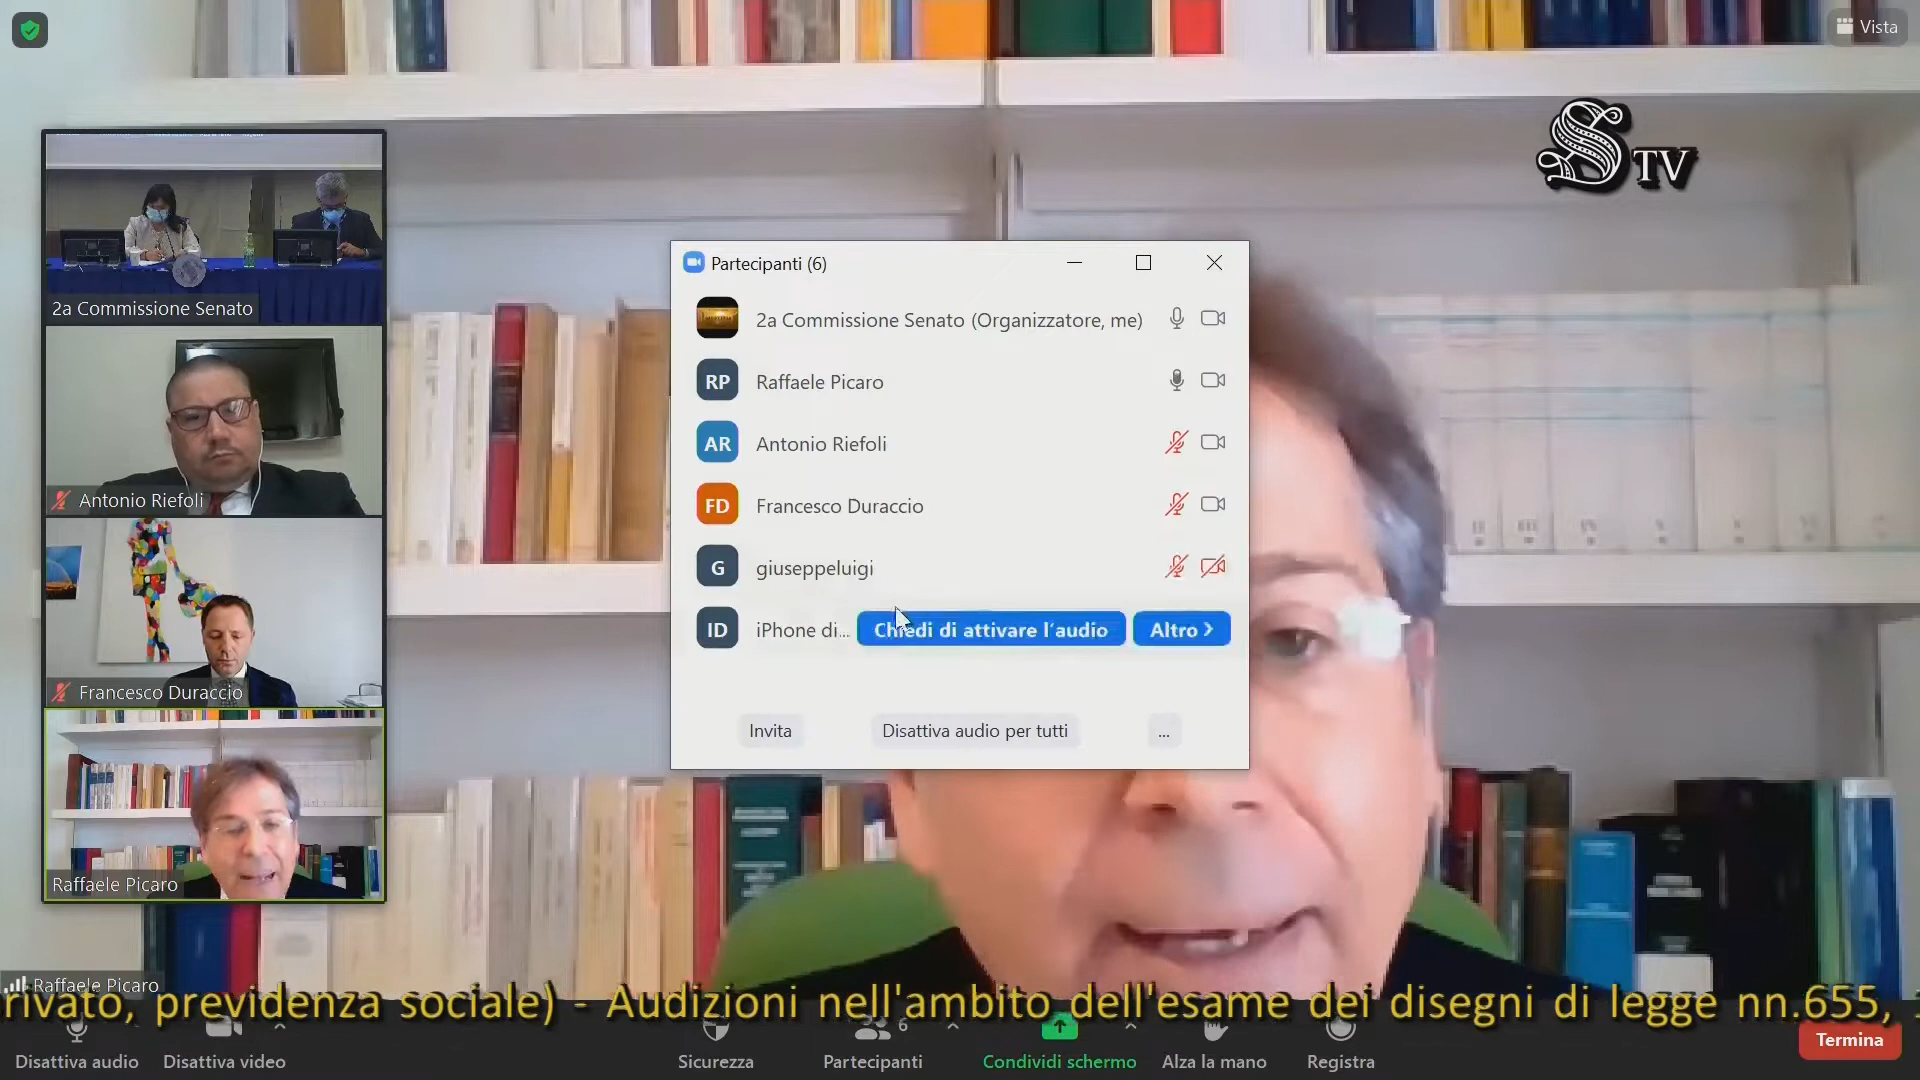 Vista
S TV
2a Commissione Senato
Antonio Riefoli
Francesco Duraccio
Raffaele Picaro
Partecipanti (6)
2a Commissione Senato (Organizzatore, me)
RP Raffaele Picaro
AR Antonio Riefoli
FD Francesco Duraccio
G giuseppeluigi
ID iPhone di... Chiedi di attivare l'audio Altro
Invita Disattiva audio per tutti ...
Raffaele Picaro
rivato, previdenza sociale) - Audizioni nell'ambito dell'esame dei disegni di legge nn.655,
6
Disattiva audio Disattiva video Sicurezza Partecipanti Condividi schermo Alza la mano Registra Termina